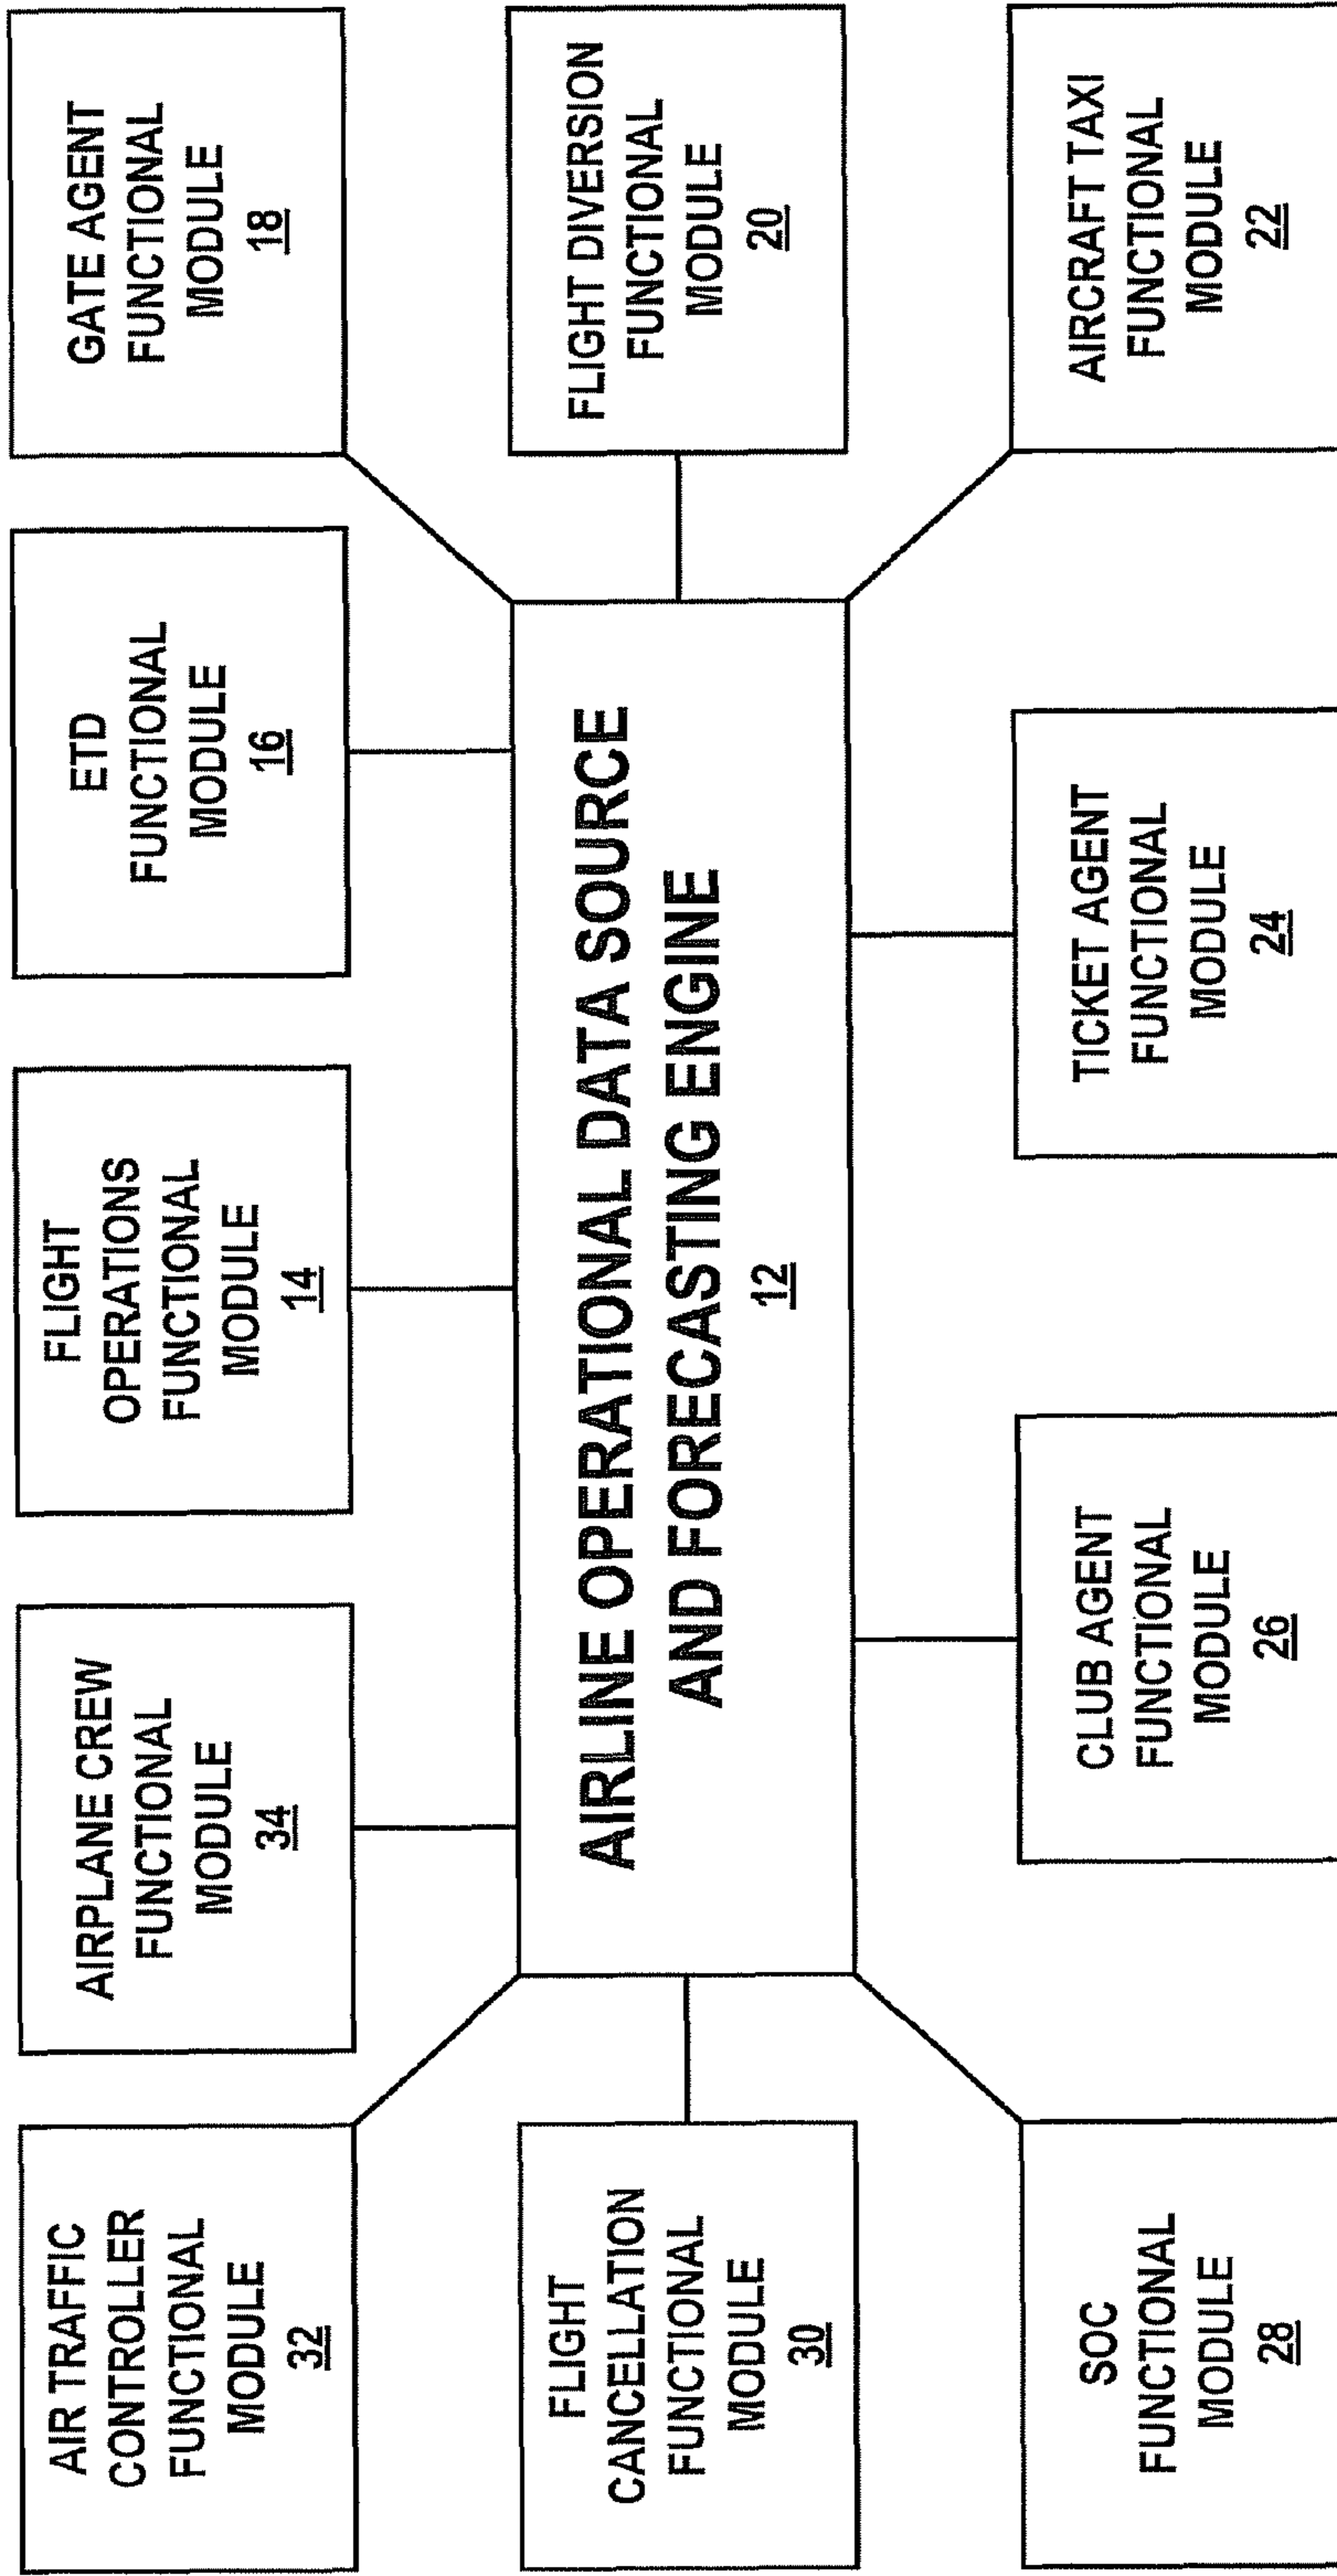 AIR TRAFFIC
CONTROLLER
FUNCTIONAL
MODULE
32
AIRPLANE CREW
FUNCTIONAL
MODULE
34
FLIGHT
OPERATIONS
FUNCTIONAL
MODULE
14
ETD
FUNCTIONAL
MODULE
16
GATE AGENT
FUNCTIONAL
MODULE
18
FLIGHT
CANCELLATION
FUNCTIONAL
MODULE
30
AIRLINE OPERATIONAL DATA SOURCE
AND FORECASTING ENGINE
12
FLIGHT DIVERSION
FUNCTIONAL
MODULE
20
SOC
FUNCTIONAL
MODULE
28
CLUB AGENT
FUNCTIONAL
MODULE
26
TICKET AGENT
FUNCTIONAL
MODULE
24
AIRCRAFT TAXI
FUNCTIONAL
MODULE
22